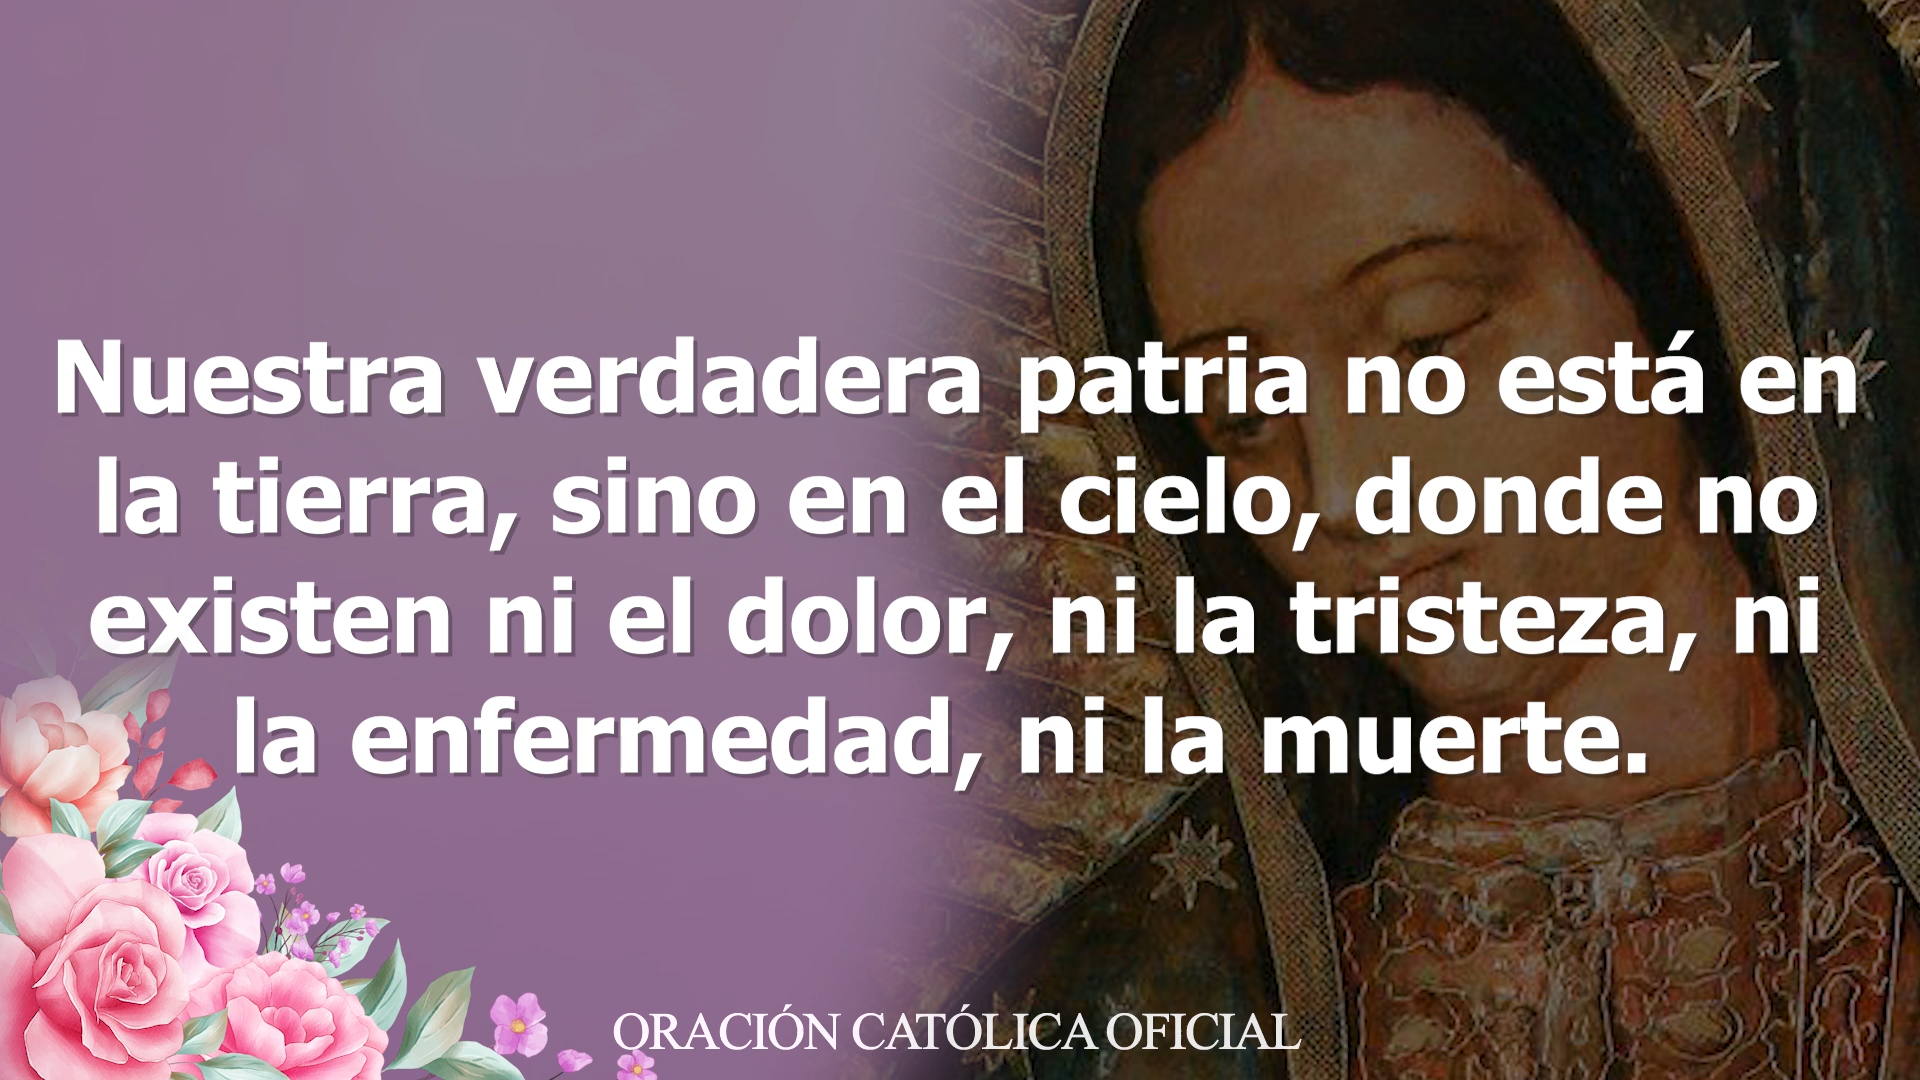 Nuestra verdadera patria no está en
la tierra, sino en el cielo, donde no
existen ni el dolor, ni la tristeza, ni
la enfermedad, ni la muerte.
ORACIÓN CATÓLICA OFICIAL